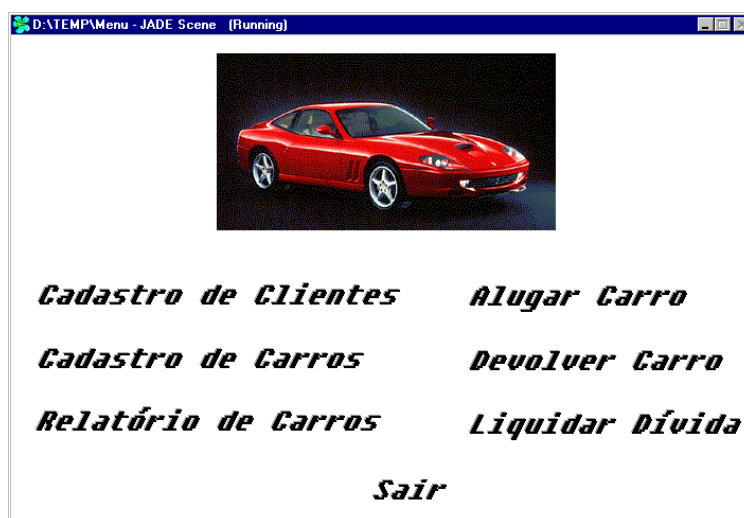 D:\TEMP\Menu - JADE Scene (Running)
Cadastro de Clientes
Alugar Carro
Cadastro de Carros
Devolver Carro
Relatório de Carros
Liquidar Dívida
Sair